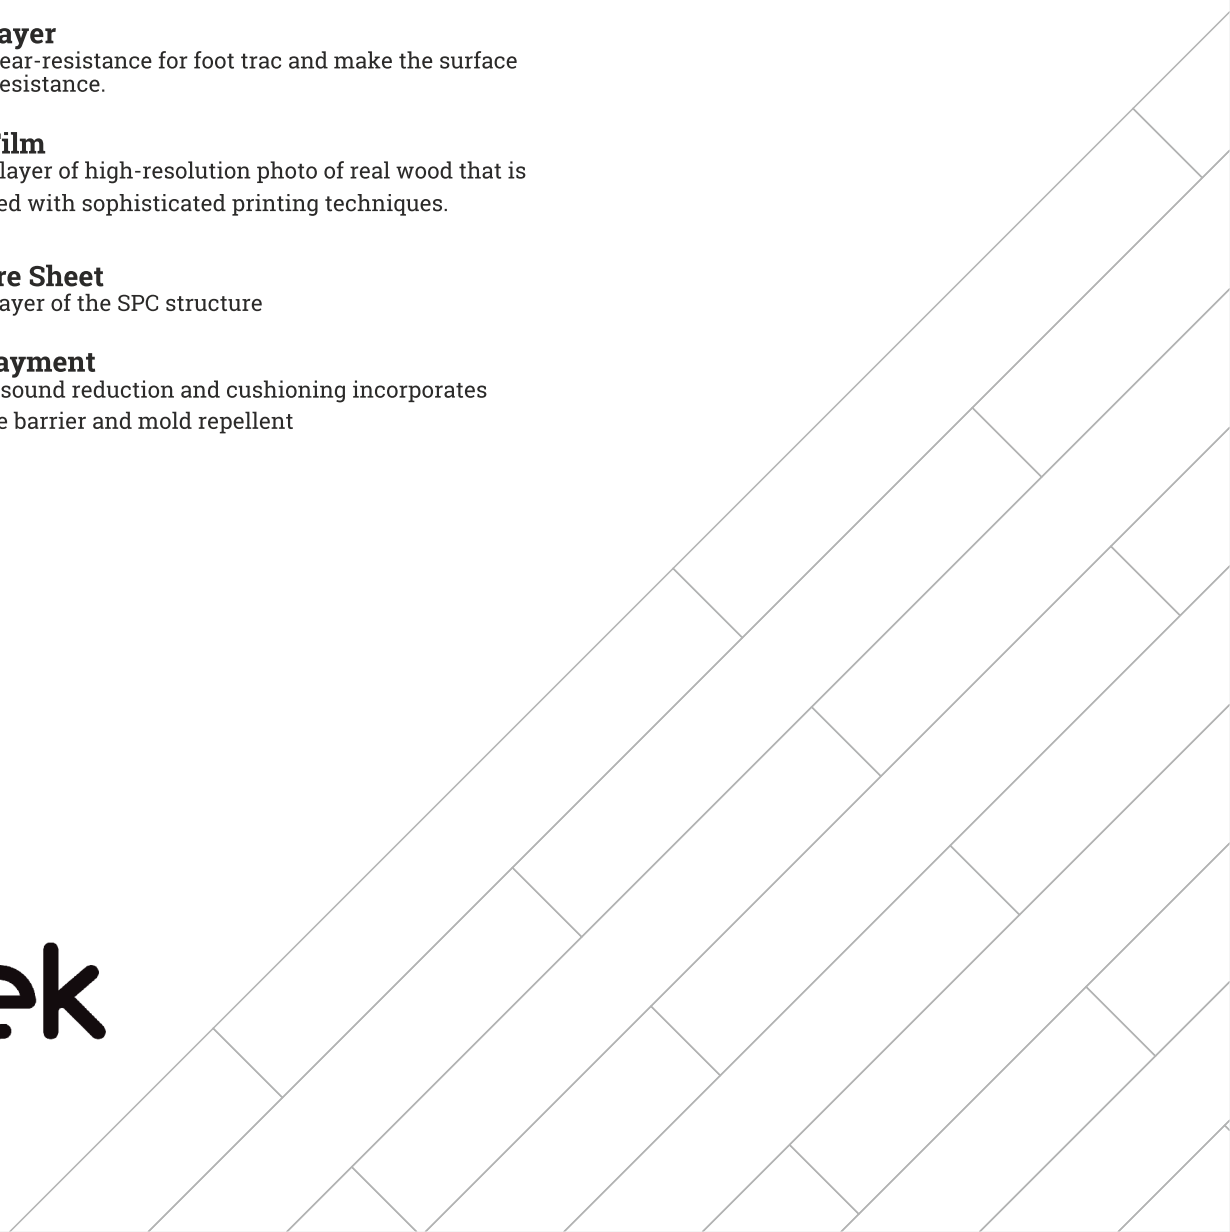 ayer
ear-resistance for foot trac and make the surface
esistance.
ilm
layer of high-resolution photo of real wood that is
ed with sophisticated printing techniques.
re Sheet
ayer of the SPC structure
ayment
sound reduction and cushioning incorporates
e barrier and mold repellent
ek